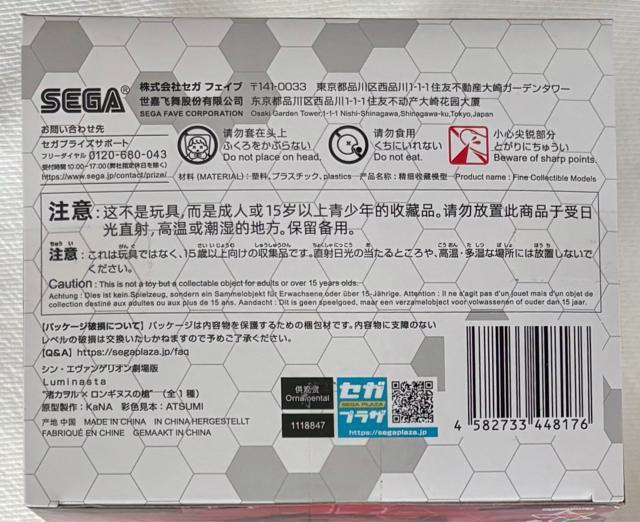 SEGA®
株式会社セガ フェイブ 〒141-0033 東京都品川区西品川1-1-1住友不動産大崎ガーデンタワー
世嘉飞舞股份有限公司 东京都品川区西品川1-1-1住友不动产大崎花园大厦
SEGA FAVE CORPORATION Osaki Garden Tower,1-1-1 Nishi-Shinagawa,Shinagawa-ku,Tokyo,Japan
お問い合わせ先
セガプライズサポート
フリーダイヤル 0120-680-043
受付時間 10:00～17:00(弊社指定休日を除く)
https://www.sega.jp/contact/prize/
请勿套在头上
ふくろをかぶらない
Do not place on head.
请勿食用
くちにいれない
Do not eat.
小心尖锐部分
とがりにちゅうい
Beware of sharp points.
材料 (MATERIAL) : 塑料, プラスチック, plastics 产品名称 : 精细收藏模型 Product name : Fine Collectible Models
注意 : 这不是玩具,而是成人或15岁以上青少年的收藏品。请勿放置此商品于受日
光直射,高温或潮湿的地方。保留备用。
注意 : これは玩具ではなく、15歳以上向けの収集品です。直射日光の当たるところや、高温・多湿な場所には放置しないで
ください。
Caution : This is not a toy but a collectable object for adults or over 15 years olds.
Achtung : Dies ist kein Spielzeug, sondern ein Sammelobjekt für Erwachsene oder über 15-Jährige. Attention : Il ne s'agit pas d'un jouet mais d'un objet de
collection destiné aux adultes ou aux plus de 15 ans. Aandacht : Dit is geen speelgoed, maar een verzamelobject voor volwassenen of ouder dan 15 jaar.
【パッケージ破損について】パッケージは内容物を保護するための梱包材です。内容物に支障のない
レベルの破損は交換いたしかねますので予めご了承ください。
【Q&A】https://segaplaza.jp/faq
シン・エヴァンゲリオン劇場版
Luminasta
"渚カヲル×ロンギヌスの槍" (全1種)
原型製作:KaNA 彩色見本:ATSUMI
产地 中国 MADE IN CHINA IN CHINA HERGESTELLT
FABRIQUÉ EN CHINE GEMAAKT IN CHINA
供观赏
Ornamental
1118847
セガ
SEGA PLAZA
プラザ
https://segaplaza.jp
4 582733 448176